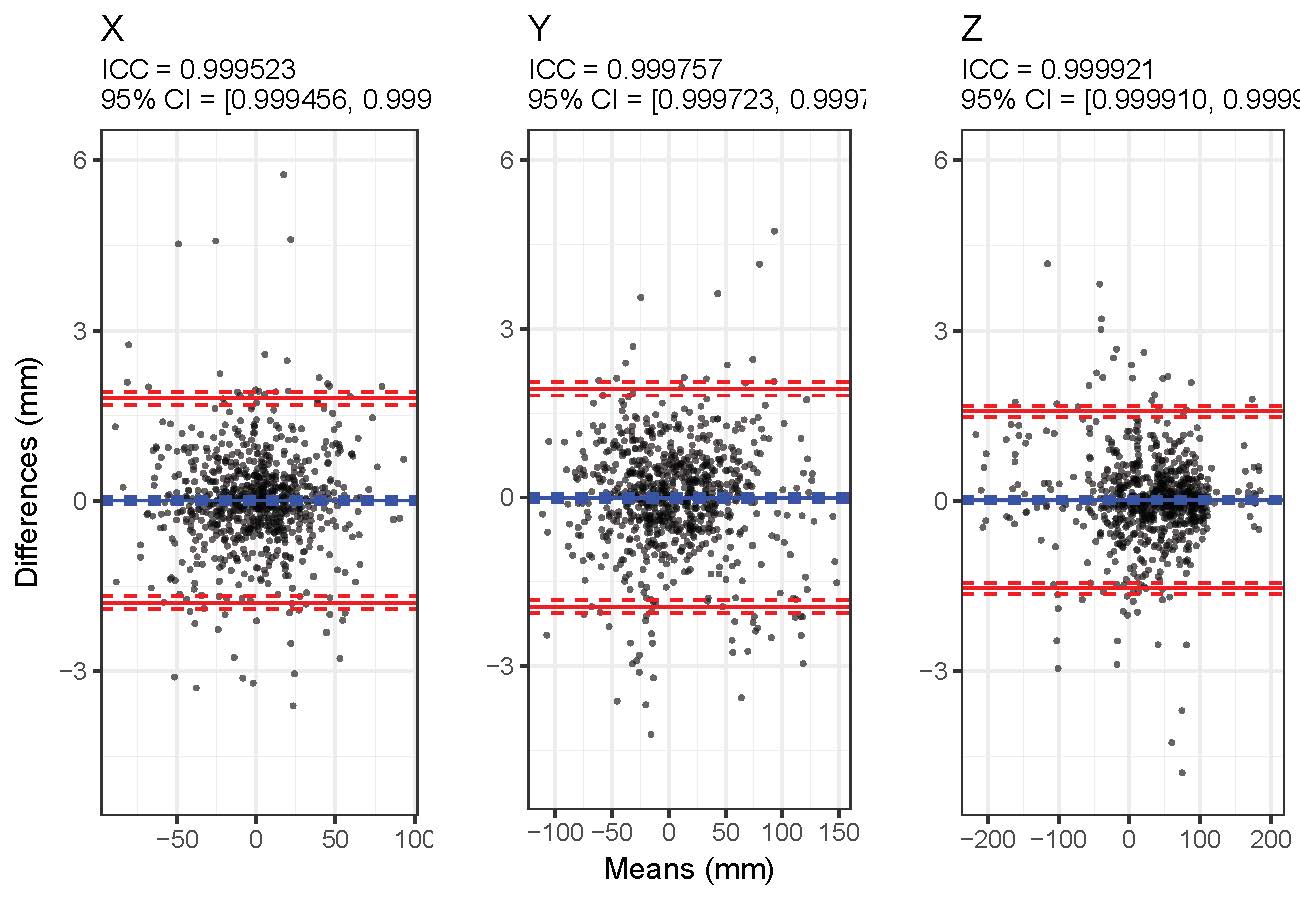 X
ICC = 0.999523
95% CI = [0.999456, 0.999
Y
ICC = 0.999757
95% CI = [0.999723, 0.9997
Z
ICC = 0.999921
95% CI = [0.999910, 0.9999
Differences (mm)
6
3
0
−3
−50 0 50 100
6
3
0
−3
−100 −50 0 50 100 150
6
3
0
−3
−200 −100 0 100 200
Means (mm)